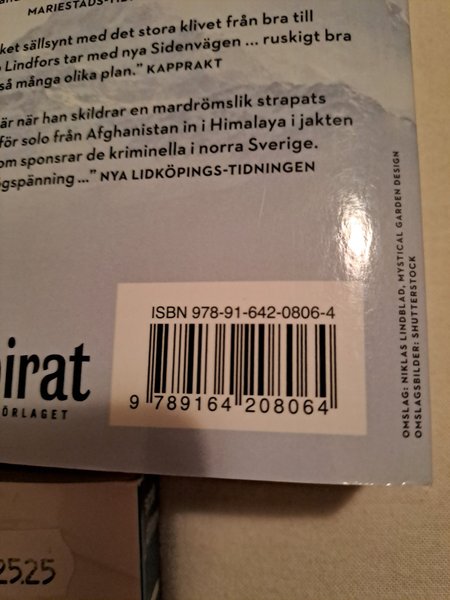 MARIESTADS-
ket sällsynt med det stora klivet från bra till
Lindfors tar med nya Sidenvägen ... ruskigt bra
så många olika plan.” KAPPRAKT
är när han skildrar en mardrömslik strapats
för solo från Afghanistan in i Himalaya i jakten
om sponsrar de kriminella i norra Sverige.
gspänning ...” NYA LIDKÖPINGS-TIDNINGEN
ISBN 978-91-642-0806-4
9 789164 208064
irat
ÖRLAGET
OMSLAG: NIKLAS LINDBLAD, MYSTICAL GARDEN DESIGN
OMSLAGSBILDER: SHUTTERSTOCK
25.25